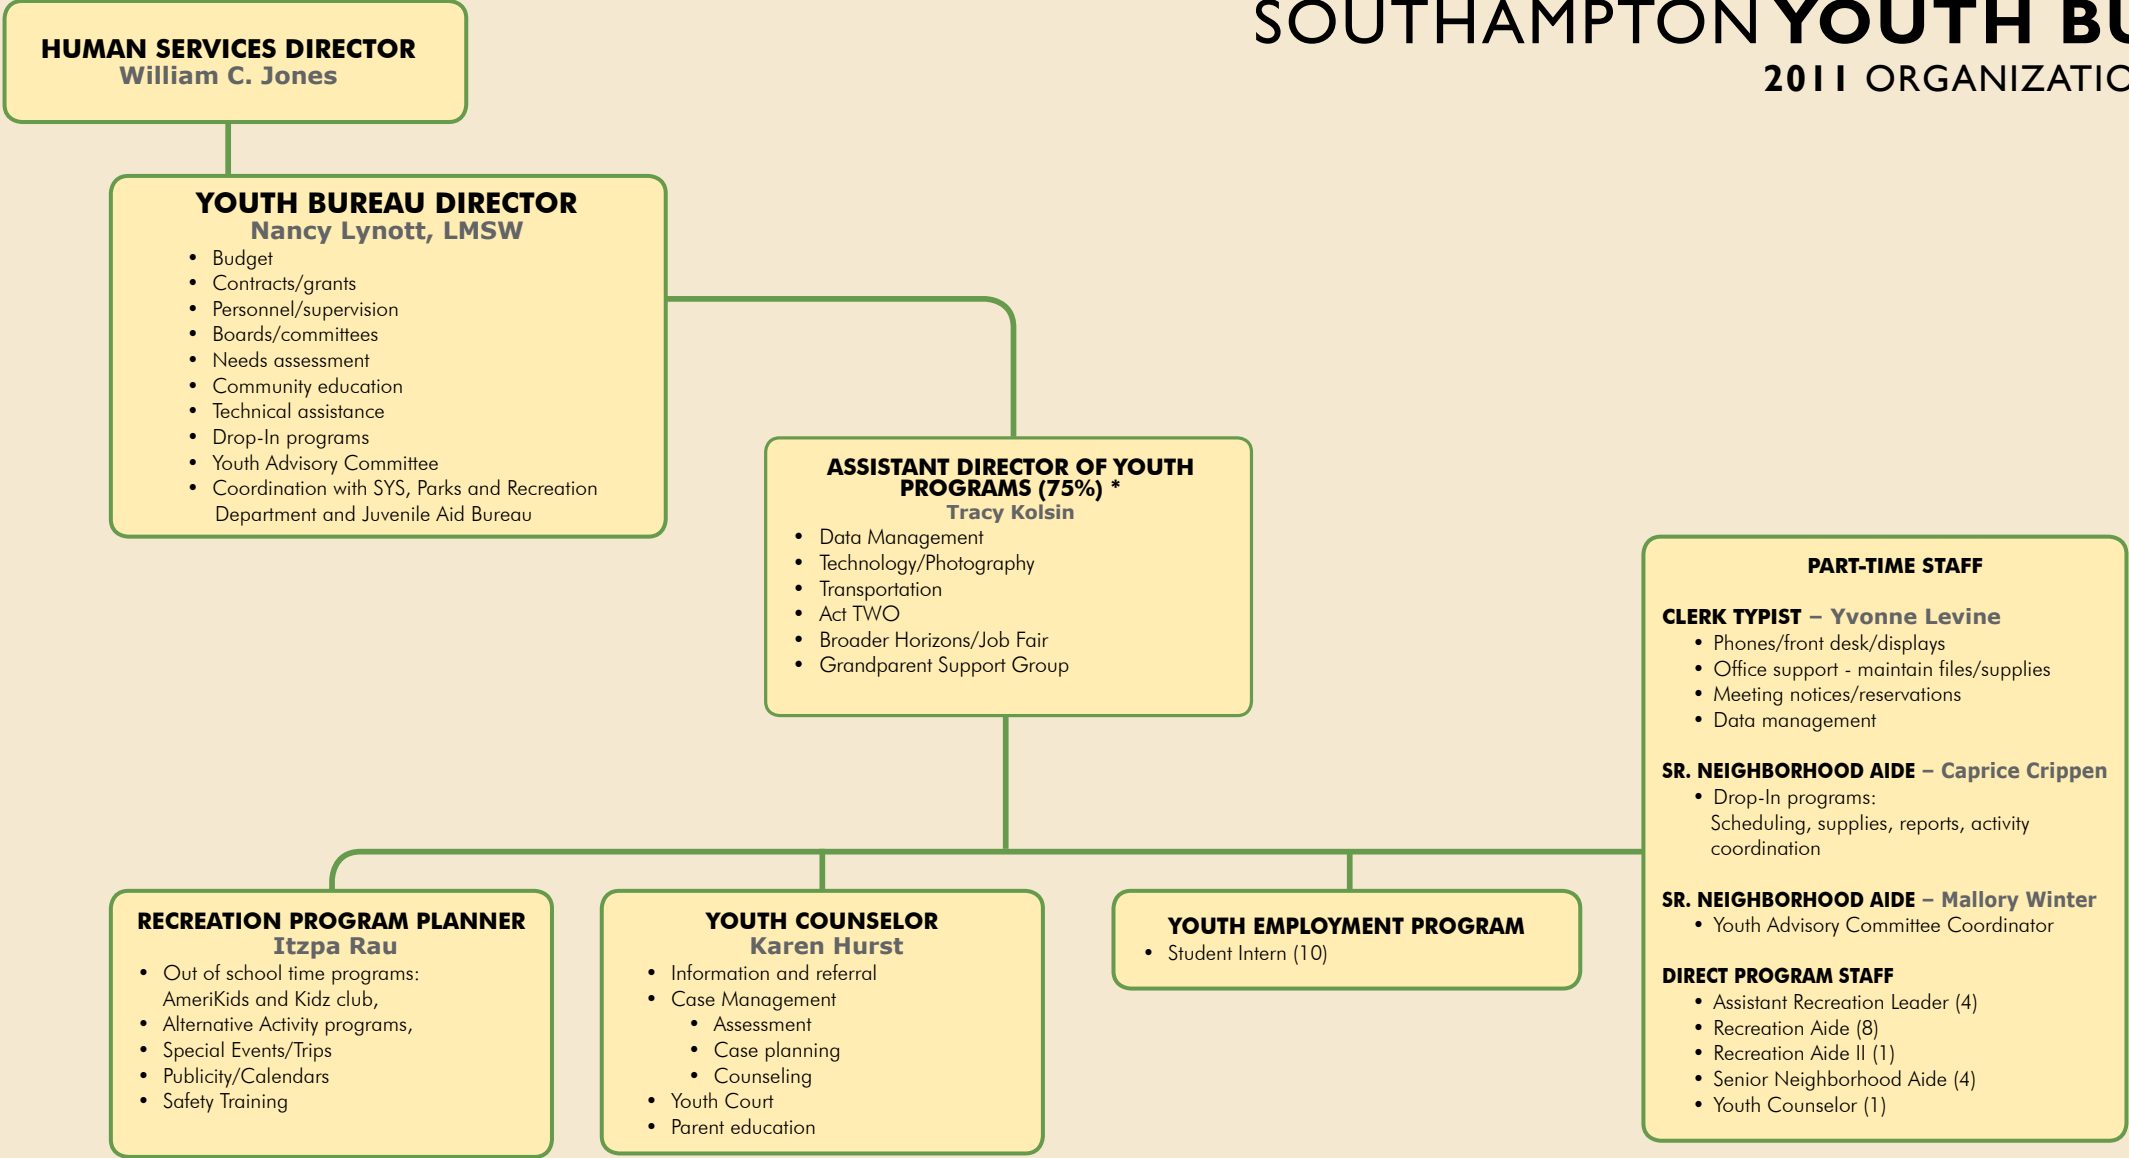 SOUTHAMPTON YOUTH
2011
HUMAN SERVICES DIRECTOR
William C. Jones
YOUTH BUREAU DIRECTOR
Nancy Lynott, LMSW
• Budget
• Contracts/grants
• Personnel/supervision
• Boards/committees
• Needs assessment
• Community education
• Technical assistance
• Drop-In programs
• Youth Advisory Committee
• Coordination with SYS, Parks and Recreation
Department and Juvenile Aid Bureau
ASSISTANT DIRECTOR OF YOUTH
PROGRAMS (75%) *
Tracy Kolsin
• Data Management
• Technology/Photography
• Transportation
• Act TWO
• Broader Horizons/Job Fair
• Grandparent Support Group
RECREATION PROGRAM PLANNER
Itzpa Rau
• Out of school time programs:
AmeriKids and Kidz club,
• Alternative Activity programs,
• Special Events/Trips
• Publicity/Calendars
• Safety Training
YOUTH COUNSELOR
Karen Hurst
• Information and referral
• Case Management
• Assessment
• Case planning
• Counseling
• Youth Court
• Parent education
YOUTH EMPLOYMENT PROGRAM
• Student Intern (10)
PART-TIME STAFF
CLERK TYPIST – Yvonne Levine
• Phones/front desk/displays
• Office support - maintain files/supplies
• Meeting notices/reservations
• Data management
SR. NEIGHBORHOOD AIDE – Caprice Crippen
• Drop-In programs:
Scheduling, supplies, reports, activity
coordination
SR. NEIGHBORHOOD AIDE – Mallory Winter
• Youth Advisory Committee Coordinator
DIRECT PROGRAM STAFF
• Assistant Recreation Leader (4)
• Recreation Aide (8)
• Recreation Aide II (1)
• Senior Neighborhood Aide (4)
• Youth Counselor (1)